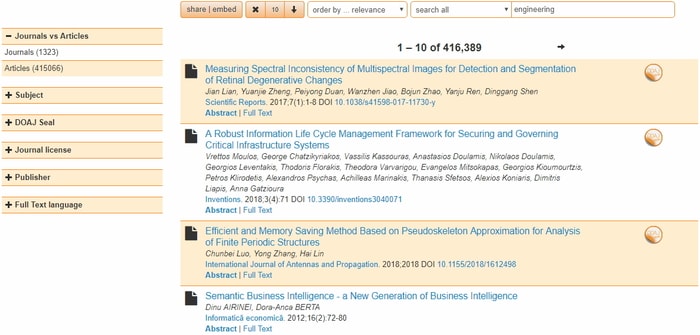 share | embed
10
order by ... relevance
search all
engineering
Journals vs Articles
Journals (1323)
Articles (415066)
Subject
DOAJ Seal
Journal license
Publisher
Full Text language
1 – 10 of 416,389
Measuring Spectral Inconsistency of Multispectral Images for Detection and Segmentation
of Retinal Degenerative Changes
Jian Lian, Yuanjie Zheng, Peiyong Duan, Wanzhen Jiao, Bojun Zhao, Yanju Ren, Dinggang Shen
Scientific Reports. 2017;7(1):1-8 DOI 10.1038/s41598-017-11730-y
Abstract | Full Text
A Robust Information Life Cycle Management Framework for Securing and Governing
Critical Infrastructure Systems
Vrettos Moulos, George Chatzikyriakos, Vassilis Kassouras, Anastasios Doulamis, Nikolaos Doulamis,
Georgios Leventakis, Thodoris Florakis, Theodora Varvarigou, Evangelos Mitsokapas, Georgios Kioumourtzis,
Petros Klirodetis, Alexandros Psychas, Achilleas Marinakis, Thanasis Sfetsos, Alexios Koniaris, Dimitris
Liapis, Anna Gatzioura
Inventions. 2018;3(4):71 DOI 10.3390/inventions3040071
Abstract | Full Text
Efficient and Memory Saving Method Based on Pseudoskeleton Approximation for Analysis
of Finite Periodic Structures
Chunbei Luo, Yong Zhang, Hai Lin
International Journal of Antennas and Propagation. 2018;2018 DOI 10.1155/2018/1612498
Abstract | Full Text
Semantic Business Intelligence - a New Generation of Business Intelligence
Dinu AIRINEI, Dora-Anca BERTA
Informatică economică. 2012;16(2):72-80
Abstract | Full Text